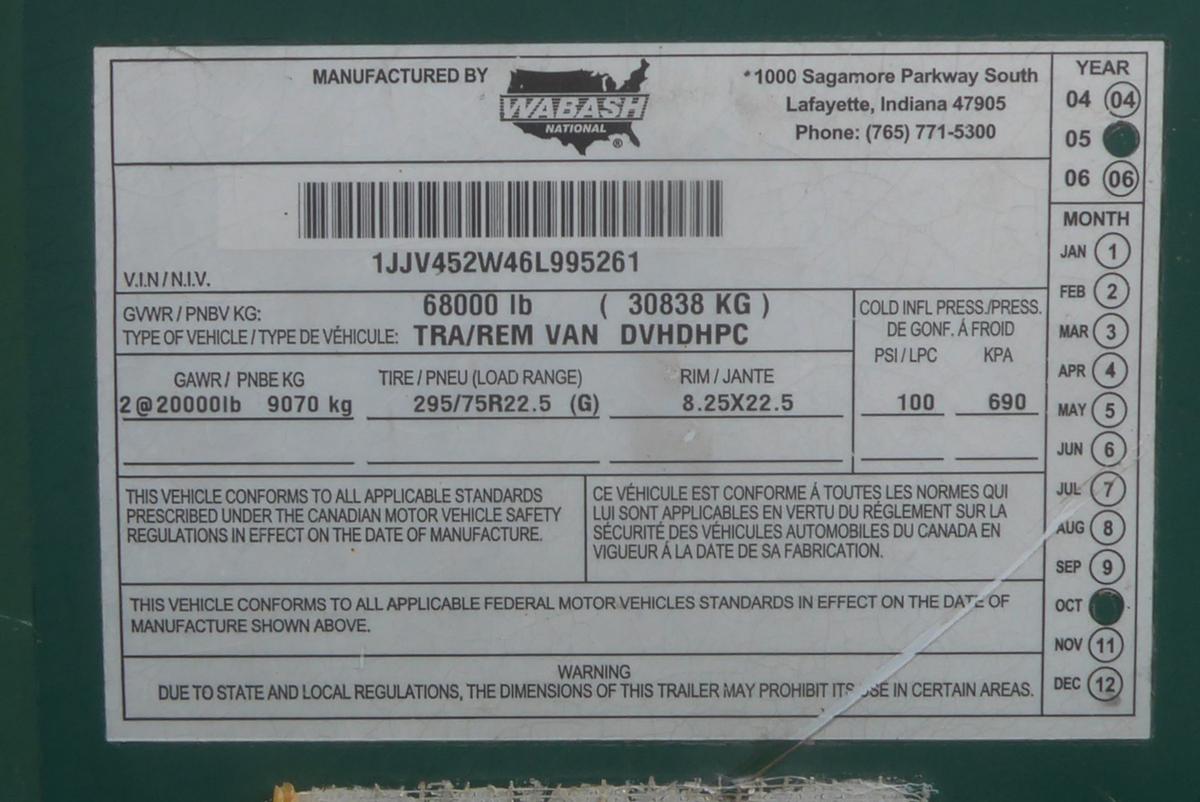 MANUFACTURED BY
WABASH
NATIONAL
®
*1000 Sagamore Parkway South
Lafayette, Indiana 47905
Phone: (765) 771-5300
YEAR
04 04
05
06 06
1JJV452W46L995261
V.I.N / N.I.V.
GVWR / PNBV KG: 68000 lb ( 30838 KG )
TYPE OF VEHICLE / TYPE DE VÉHICULE: TRA/REM VAN DVHDHPC
COLD INFL PRESS./PRESS.
DE GONF. Á FROID
PSI / LPC KPA
GAWR / PNBE KG TIRE / PNEU (LOAD RANGE) RIM / JANTE
2@20000lb 9070 kg 295/75R22.5 (G) 8.25X22.5 100 690
MONTH
JAN 1
FEB 2
MAR 3
APR 4
MAY 5
JUN 6
JUL 7
AUG 8
SEP 9
OCT
NOV 11
DEC 12
THIS VEHICLE CONFORMS TO ALL APPLICABLE STANDARDS
PRESCRIBED UNDER THE CANADIAN MOTOR VEHICLE SAFETY
REGULATIONS IN EFFECT ON THE DATE OF MANUFACTURE.
CE VÉHICULE EST CONFORME Á TOUTES LES NORMES QUI
LUI SONT APPLICABLES EN VERTU DU RÉGLEMENT SUR LA
SÉCURITÉ DES VÉHICULES AUTOMOBILES DU CANADA EN
VIGUEUR Á LA DATE DE SA FABRICATION.
THIS VEHICLE CONFORMS TO ALL APPLICABLE FEDERAL MOTOR VEHICLES STANDARDS IN EFFECT ON THE DATE OF
MANUFACTURE SHOWN ABOVE.
WARNING
DUE TO STATE AND LOCAL REGULATIONS, THE DIMENSIONS OF THIS TRAILER MAY PROHIBIT ITS USE IN CERTAIN AREAS.